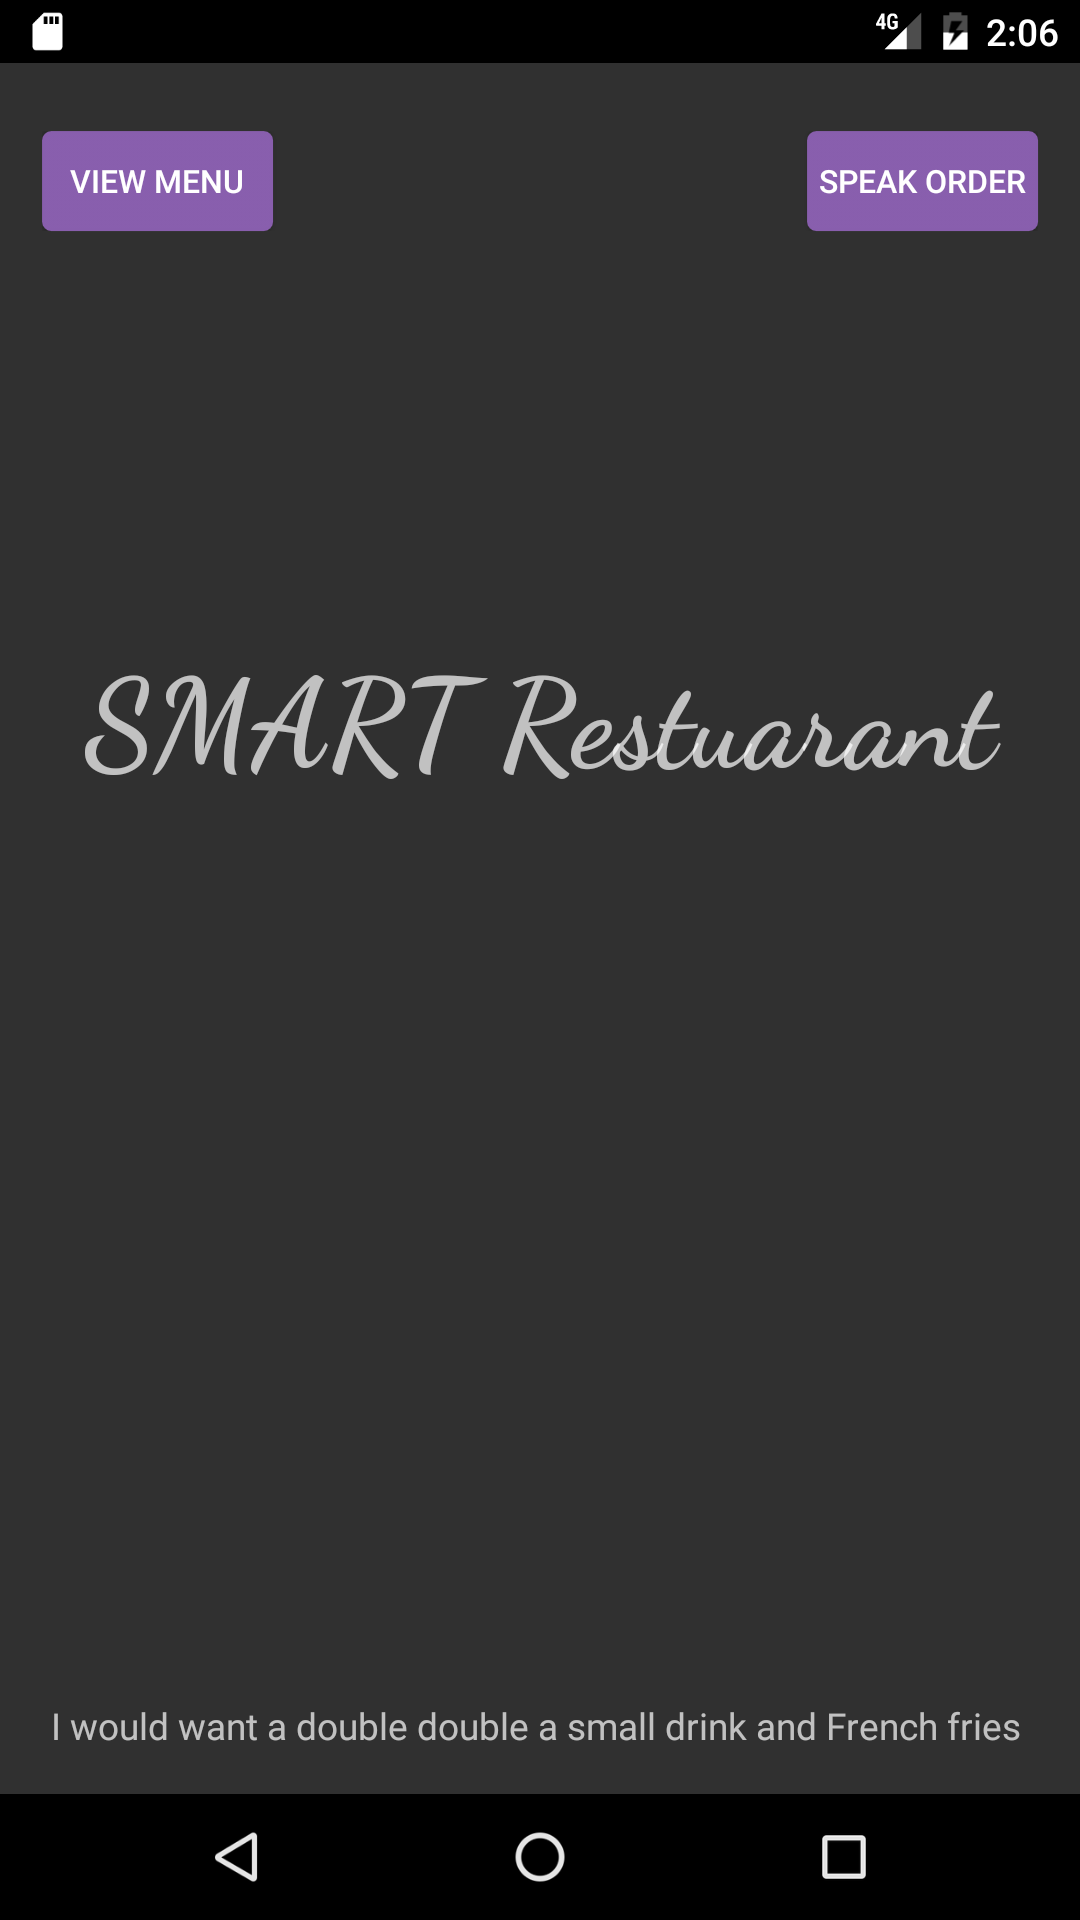 4G 2:06
VIEW MENU SPEAK ORDER
SMART Restuarant
I would want a double double a small drink and French fries